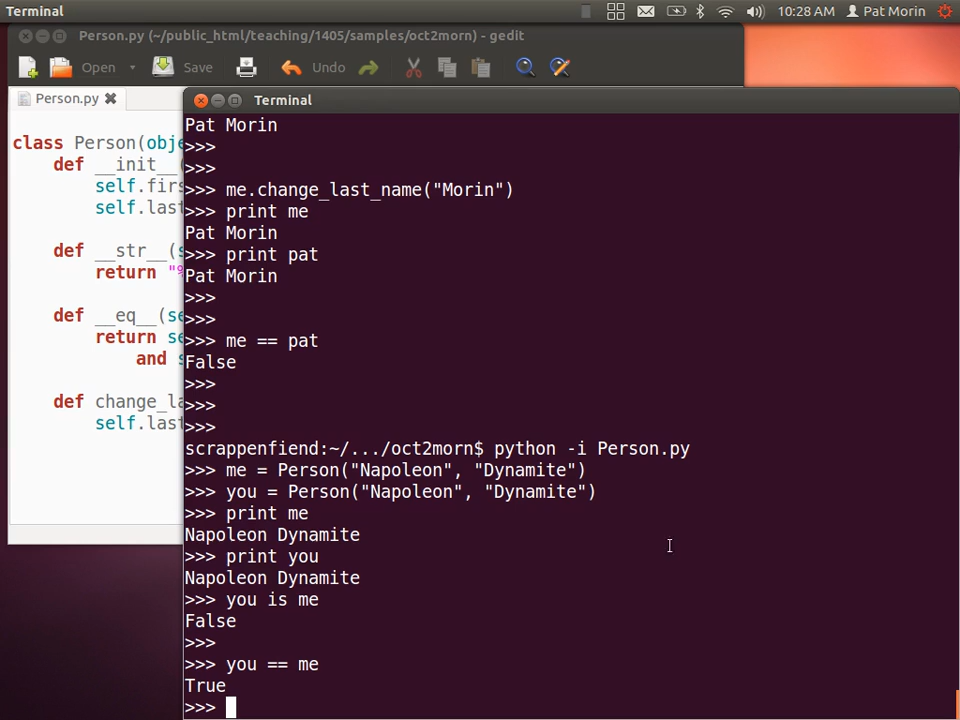 Terminal
10:28 AM
Pat Morin
Person.py (~/public_html/teaching/1405/samples/oct2morn) - gedit
Open
Save
Undo
Person.py
class Person(obje
def __init__(
self.firs
self.last
def __str__(s
return "%
def __eq__(se
return se
and s
def change_la
self.last
Terminal
Pat Morin
>>>
>>>
>>> me.change_last_name("Morin")
>>> print me
Pat Morin
>>> print pat
Pat Morin
>>>
>>>
>>> me == pat
False
>>>
>>>
>>>
scrappenfiend:~/.../oct2morn$ python -i Person.py
>>> me = Person("Napoleon", "Dynamite")
>>> you = Person("Napoleon", "Dynamite")
>>> print me
Napoleon Dynamite
>>> print you
Napoleon Dynamite
>>> you is me
False
>>>
>>> you == me
True
>>>